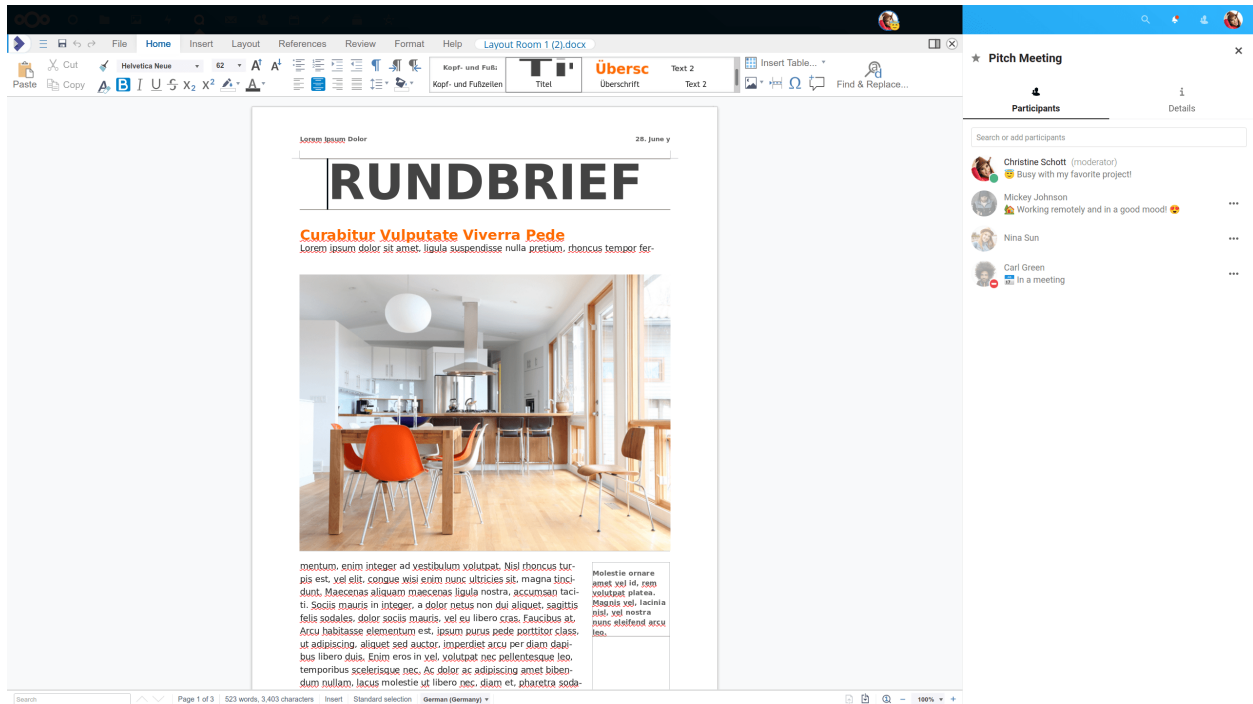 File Home Insert Layout References Review Format Help Layout Room 1 (2).docx
Paste
Cut
Copy
Helvetica Neue 62
Kopf- und Fuß:
Kopf- und Fußzeilen
Titel
Übersc
Überschrift
Text 2
Text 2
Insert Table...
Find & Replace...
Lorem Ipsum Dolor 28. June y
RUNDBRIEF
Curabitur Vulputate Viverra Pede
Lorem ipsum dolor sit amet, ligula suspendisse nulla pretium, rhoncus tempor fer-
mentum, enim integer ad vestibulum volutpat. Nisl rhoncus tur-
pis est, vel elit, congue wisi enim nunc ultricies sit, magna tinci-
dunt. Maecenas aliquam maecenas ligula nostra, accumsan taci-
ti. Sociis mauris in integer, a dolor netus non dui aliquet, sagittis
felis sodales, dolor sociis mauris, vel eu libero cras. Faucibus at.
Arcu habitasse elementum est, ipsum purus pede porttitor class,
ut adipiscing, aliquet sed auctor, imperdiet arcu per diam dapi-
bus libero duis. Enim eros in vel, volutpat nec pellentesque leo,
temporibus scelerisque nec. Ac dolor ac adipiscing amet biben-
dum nullam, lacus molestie ut libero nec, diam et, pharetra soda-
Molestie ornare
amet vel id, rem
volutpat platea.
Magnis vel, lacinia
nisl, vel nostra
nunc eleifend arcu
leo.
Search Page 1 of 3 523 words, 3,403 characters Insert Standard selection German (Germany) 100%
Pitch Meeting
Participants
Details
Search or add participants
Christine Schott (moderator)
😇 Busy with my favorite project!
Mickey Johnson
🏡 Working remotely and in a good mood! 😍
Nina Sun
Carl Green
📅 In a meeting